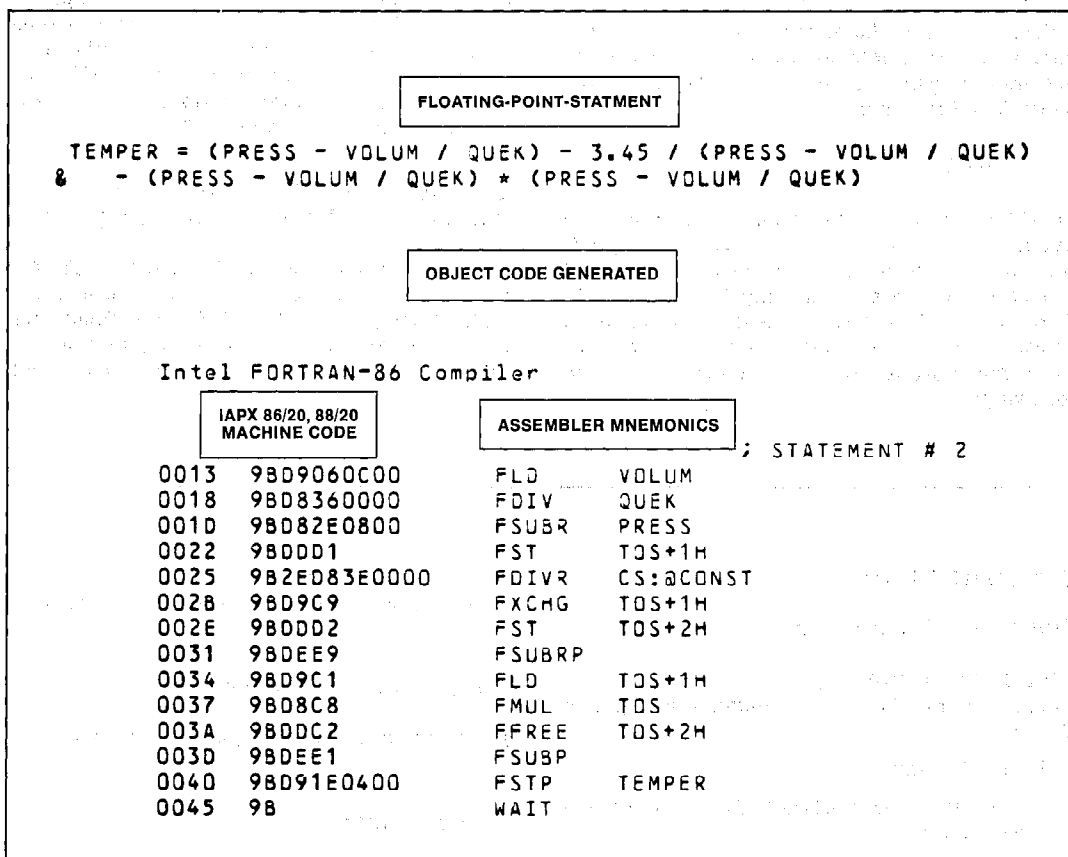 FLOATING-POINT-STATMENT
TEMPER = (PRESS - VOLUM / QUEK) - 3.45 / (PRESS - VOLUM / QUEK)
& - (PRESS - VOLUM / QUEK) * (PRESS - VOLUM / QUEK)
OBJECT CODE GENERATED
Intel FORTRAN-86 Compiler
IAPX 86/20, 88/20
MACHINE CODE
ASSEMBLER MNEMONICS
; STATEMENT # 2
0013 9BD9060C00 FLD VOLUM
0018 9BD8360000 FDIV QUEK
001D 9BD82E0800 FSUBR PRESS
0022 9BDDD1 FST TOS+1H
0025 9B2ED83E0000 FDIVR CS:@CONST
002B 9BD9C9 FXCHG TOS+1H
002E 9BDDD2 FST TOS+2H
0031 9BDEE9 FSUBRP
0034 9BD9C1 FLD TOS+1H
0037 9BD8C8 FMUL TOS
003A 9BDDC2 FFREE TOS+2H
003D 9BDEE1 FSUBP
0040 9BD91E0400 FSTP TEMPER
0045 9B WAIT